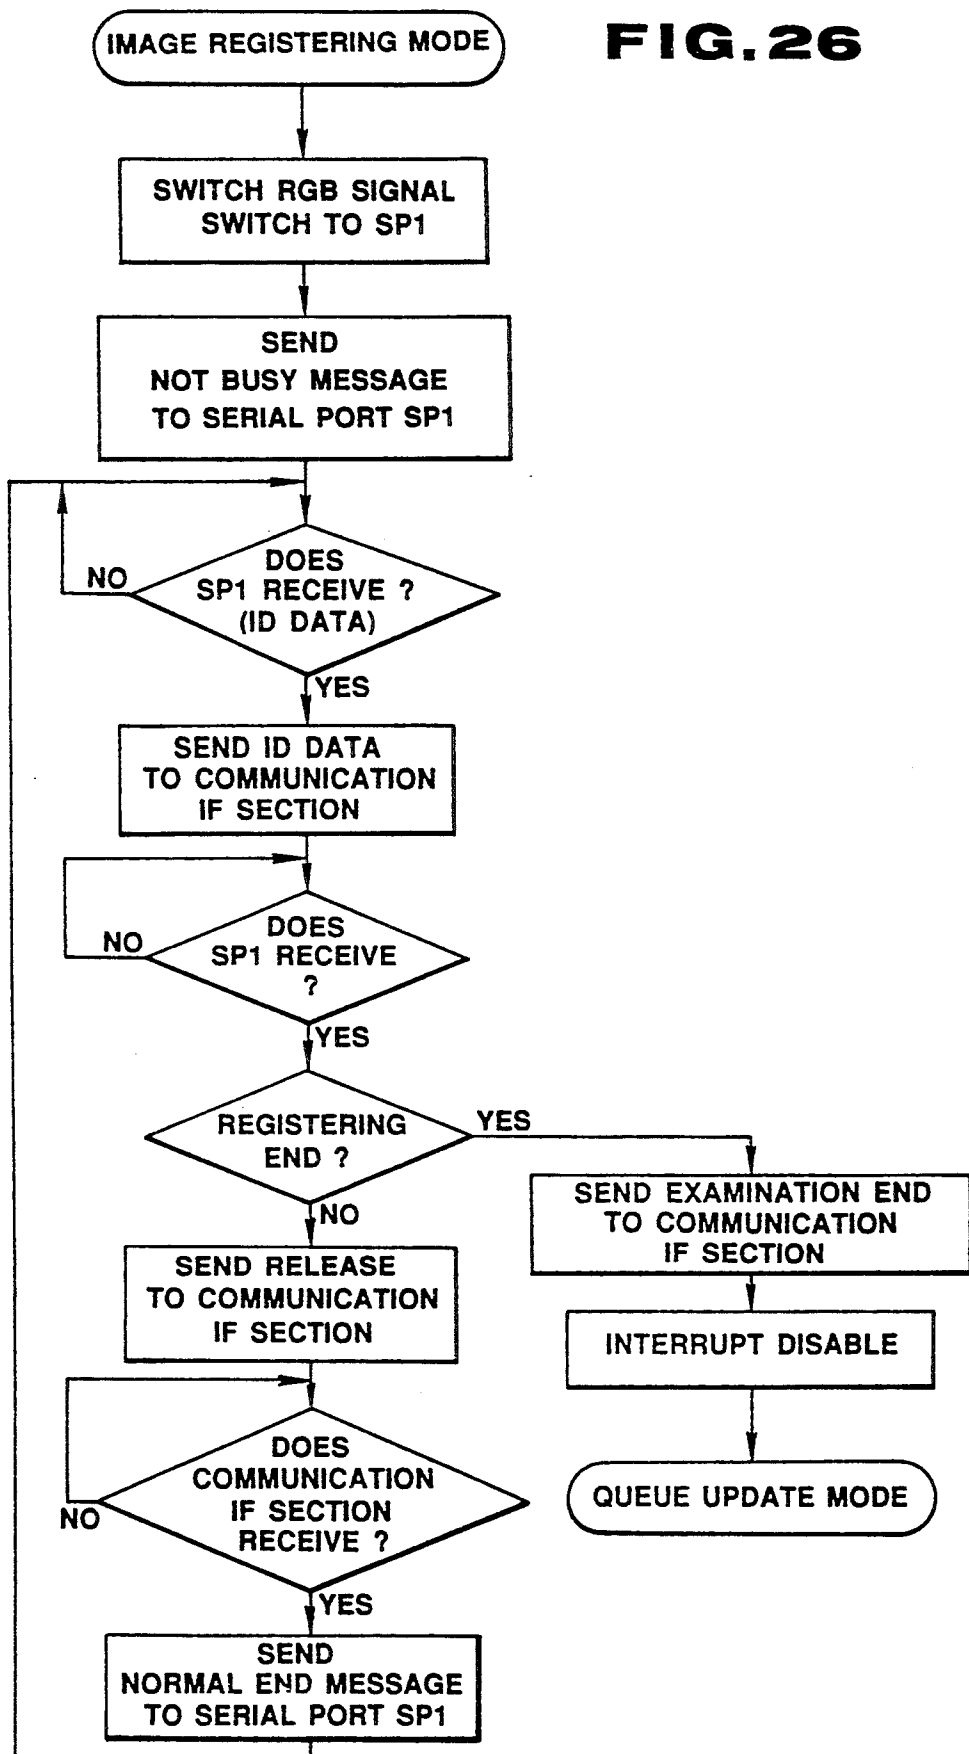 IMAGE REGISTERING MODE
FIG.26
SWITCH RGB SIGNAL
SWITCH TO SP1
SEND
NOT BUSY MESSAGE
TO SERIAL PORT SP1
DOES
SP1 RECEIVE ?
(ID DATA)
NO
YES
SEND ID DATA
TO COMMUNICATION
IF SECTION
DOES
SP1 RECEIVE
?
NO
YES
REGISTERING
END ?
YES
NO
SEND EXAMINATION END
TO COMMUNICATION
IF SECTION
SEND RELEASE
TO COMMUNICATION
IF SECTION
INTERRUPT DISABLE
DOES
COMMUNICATION
IF SECTION
RECEIVE ?
NO
YES
QUEUE UPDATE MODE
SEND
NORMAL END MESSAGE
TO SERIAL PORT SP1